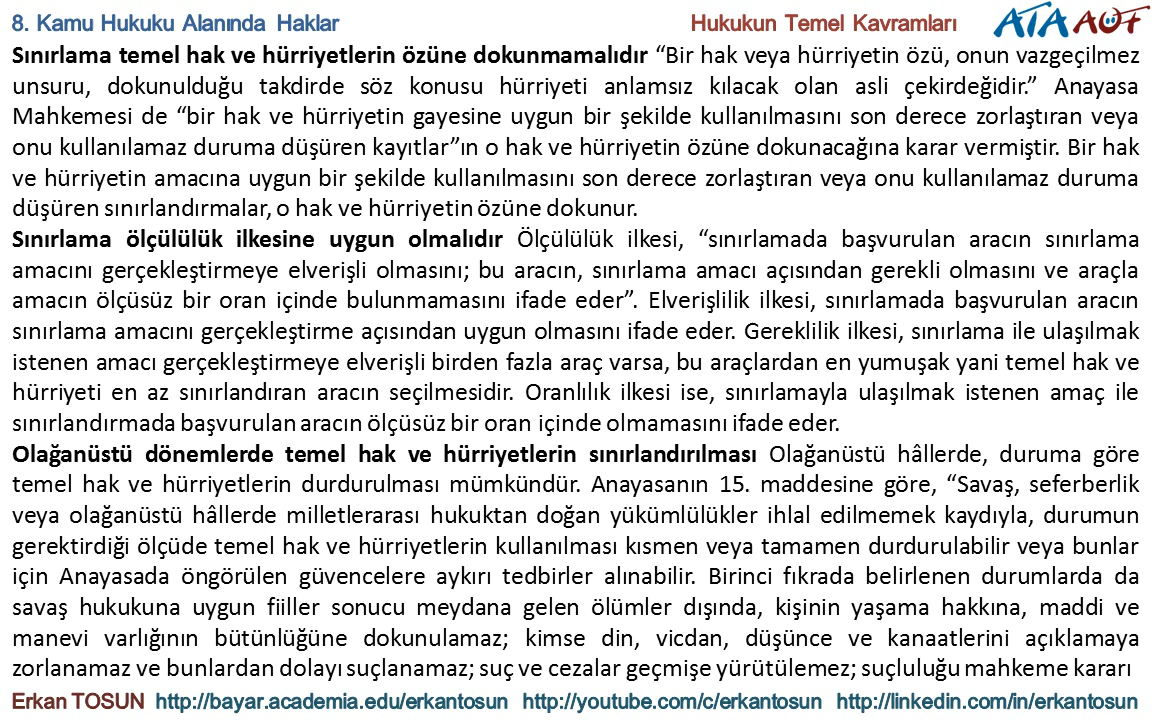 8. Kamu Hukuku Alanında Haklar Hukukun Temel Kavramları ATA AÖF
Sınırlama temel hak ve hürriyetlerin özüne dokunmamalıdır “Bir hak veya hürriyetin özü, onun vazgeçilmez
unsuru, dokunulduğu takdirde söz konusu hürriyeti anlamsız kılacak olan asli çekirdeğidir.” Anayasa
Mahkemesi de “bir hak ve hürriyetin gayesine uygun bir şekilde kullanılmasını son derece zorlaştıran veya
onu kullanılamaz duruma düşüren kayıtlar”ın o hak ve hürriyetin özüne dokunacağına karar vermiştir. Bir hak
ve hürriyetin amacına uygun bir şekilde kullanılmasını son derece zorlaştıran veya onu kullanılamaz duruma
düşüren sınırlandırmalar, o hak ve hürriyetin özüne dokunur.
Sınırlama ölçülülük ilkesine uygun olmalıdır Ölçülülük ilkesi, “sınırlamada başvurulan aracın sınırlama
amacını gerçekleştirmeye elverişli olmasını; bu aracın, sınırlama amacı açısından gerekli olmasını ve araçla
amacın ölçüsüz bir oran içinde bulunmamasını ifade eder”. Elverişlilik ilkesi, sınırlamada başvurulan aracın
sınırlama amacını gerçekleştirme açısından uygun olmasını ifade eder. Gereklilik ilkesi, sınırlama ile ulaşılmak
istenen amacı gerçekleştirmeye elverişli birden fazla araç varsa, bu araçlardan en yumuşak yani temel hak ve
hürriyeti en az sınırlandıran aracın seçilmesidir. Oranlılık ilkesi ise, sınırlamayla ulaşılmak istenen amaç ile
sınırlandırmada başvurulan aracın ölçüsüz bir oran içinde olmamasını ifade eder.
Olağanüstü dönemlerde temel hak ve hürriyetlerin sınırlandırılması Olağanüstü hâllerde, duruma göre
temel hak ve hürriyetlerin durdurulması mümkündür. Anayasanın 15. maddesine göre, “Savaş, seferberlik
veya olağanüstü hâllerde milletlerarası hukuktan doğan yükümlülükler ihlal edilmemek kaydıyla, durumun
gerektirdiği ölçüde temel hak ve hürriyetlerin kullanılması kısmen veya tamamen durdurulabilir veya bunlar
için Anayasada öngörülen güvencelere aykırı tedbirler alınabilir. Birinci fıkrada belirlenen durumlarda da
savaş hukukuna uygun fiiller sonucu meydana gelen ölümler dışında, kişinin yaşama hakkına, maddi ve
manevi varlığının bütünlüğüne dokunulamaz; kimse din, vicdan, düşünce ve kanaatlerini açıklamaya
zorlanamaz ve bunlardan dolayı suçlanamaz; suç ve cezalar geçmişe yürütülemez; suçluluğu mahkeme kararı
Erkan TOSUN http://bayar.academia.edu/erkantosun http://youtube.com/c/erkantosun http://linkedin.com/in/erkantosun